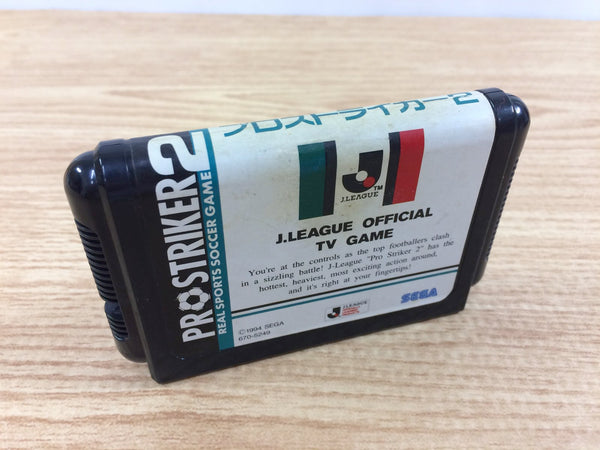 プロストライカー2
PRO STRIKER 2
REAL SPORTS SOCCER GAME
J.LEAGUE
TM
J.LEAGUE OFFICIAL
TV GAME
You're at the controls as the top footballers clash
in a sizzling battle! J-League "Pro Striker 2" has the
hottest, heaviest, most exciting action around,
and it's right at your fingertips!
J.LEAGUE
SEGA
©1994 SEGA
670-5249